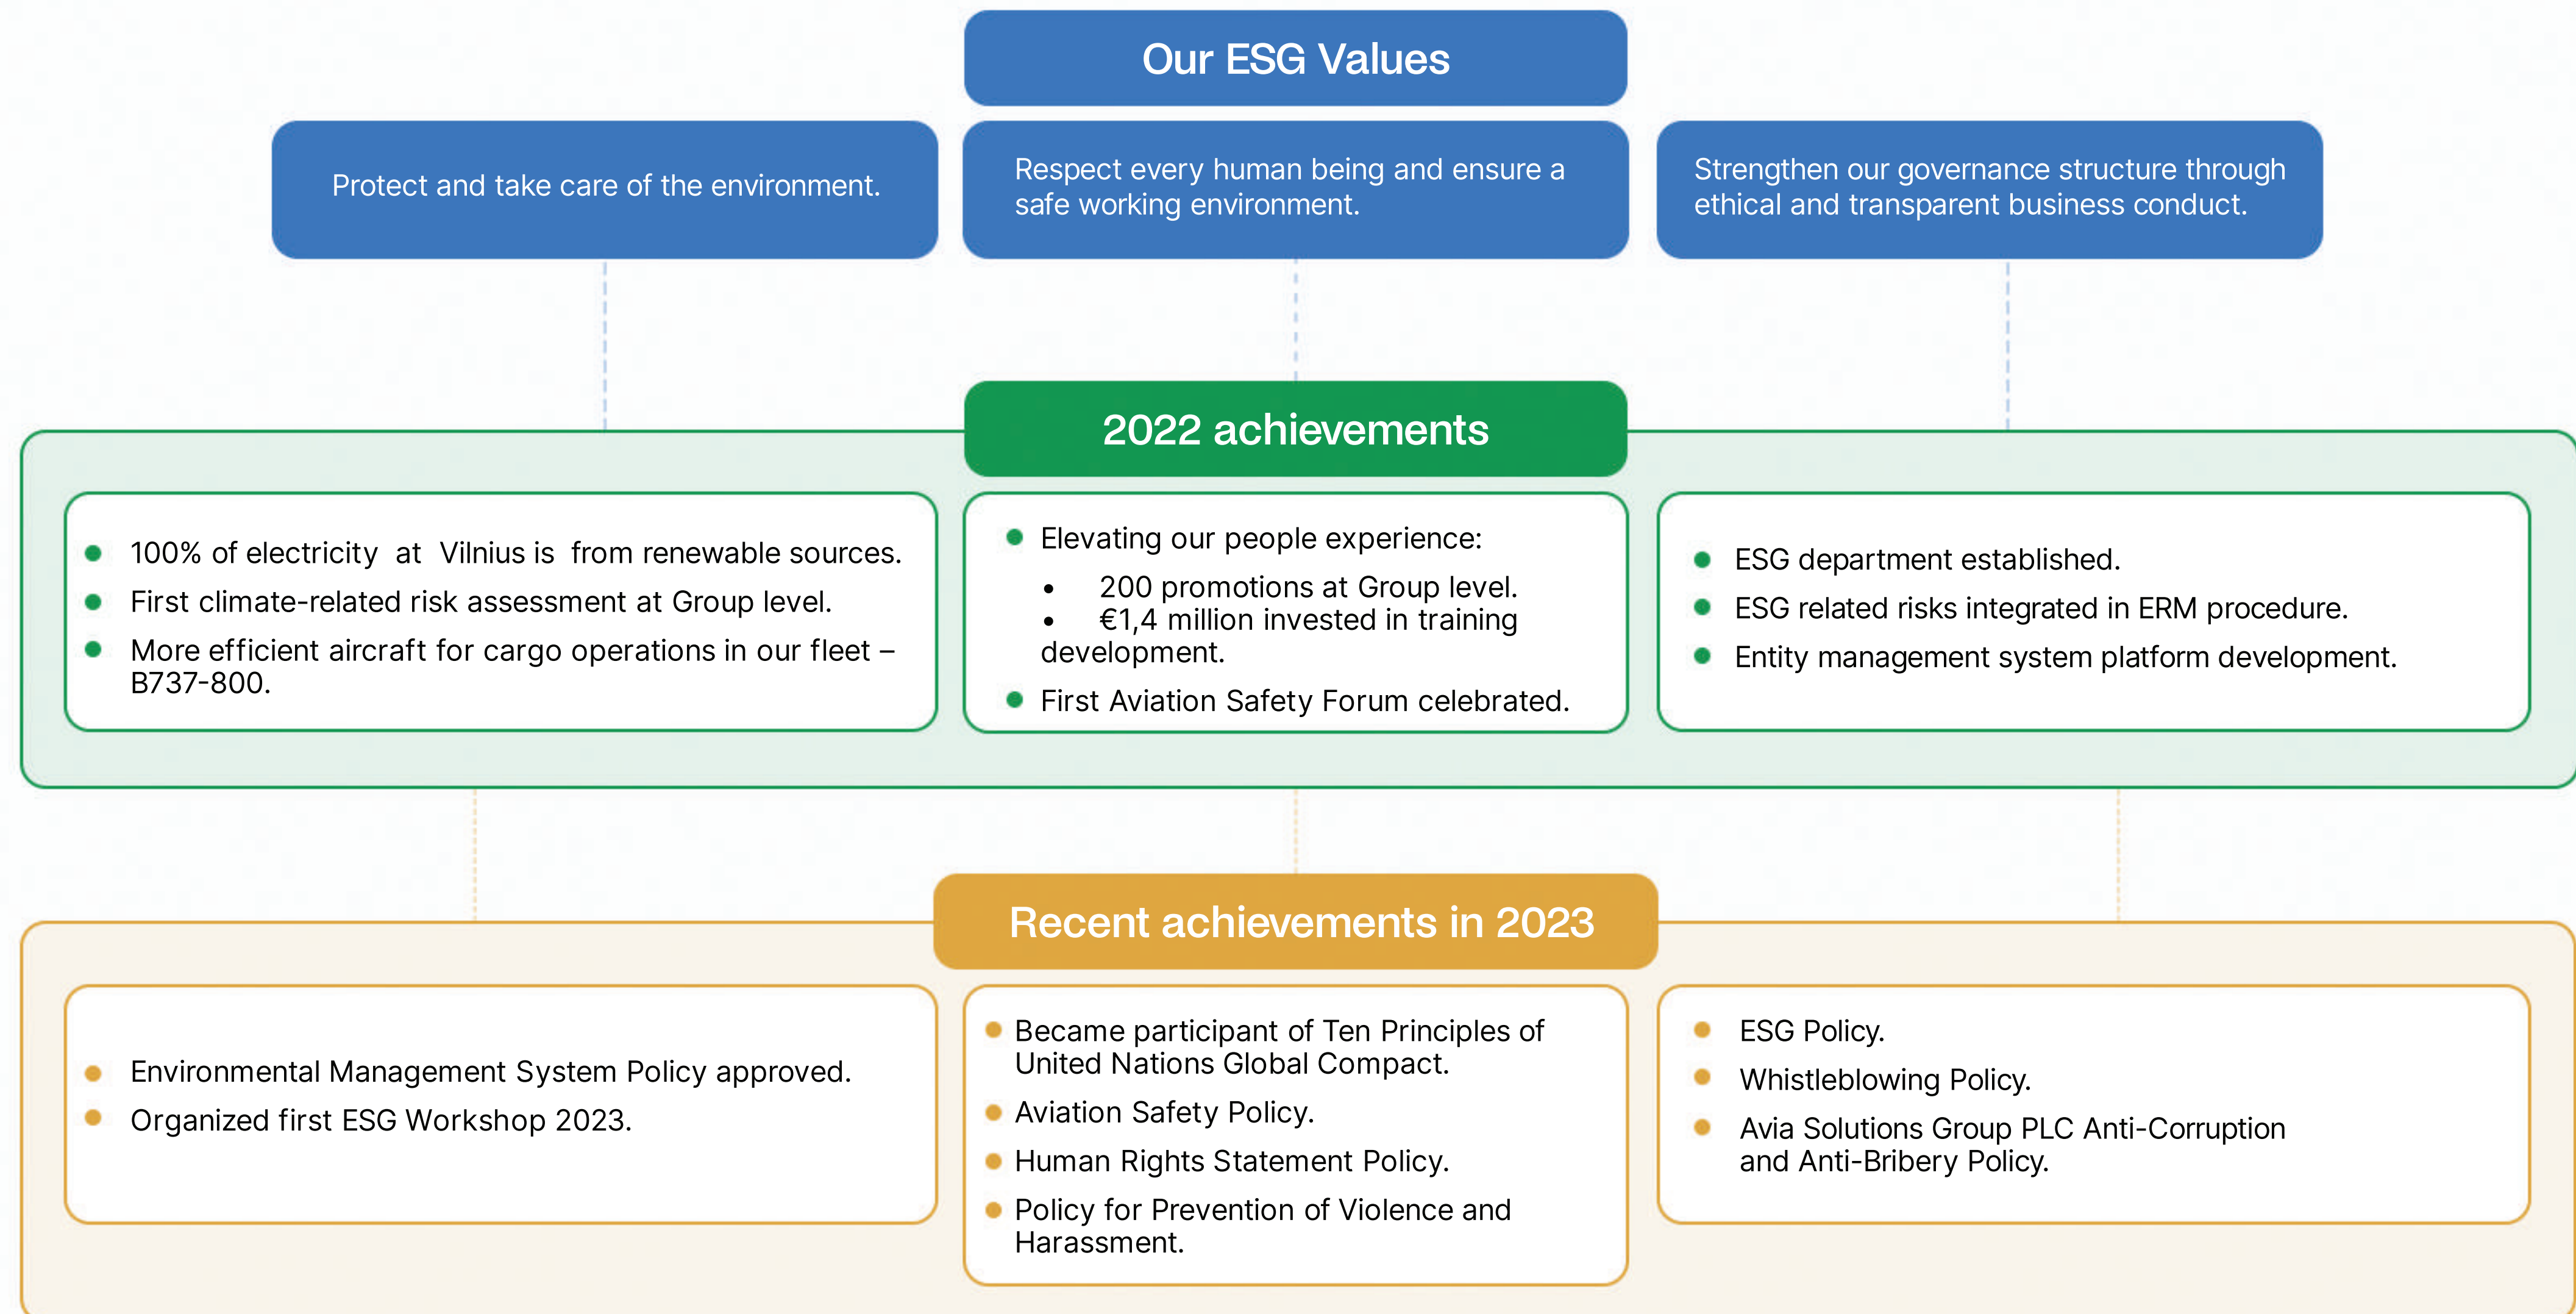 Our ESG Values
Protect and take care of the environment.
Respect every human being and ensure a
safe working environment.
Strengthen our governance structure through
ethical and transparent business conduct.
2022 achievements
100% of electricity at Vilnius is from renewable sources.
First climate-related risk assessment at Group level.
More efficient aircraft for cargo operations in our fleet –
B737-800.
Elevating our people experience:
• 200 promotions at Group level.
• €1,4 million invested in training
development.
First Aviation Safety Forum celebrated.
ESG department established.
ESG related risks integrated in ERM procedure.
Entity management system platform development.
Recent achievements in 2023
Environmental Management System Policy approved.
Organized first ESG Workshop 2023.
Became participant of Ten Principles of
United Nations Global Compact.
Aviation Safety Policy.
Human Rights Statement Policy.
Policy for Prevention of Violence and
Harassment.
ESG Policy.
Whistleblowing Policy.
Avia Solutions Group PLC Anti-Corruption
and Anti-Bribery Policy.